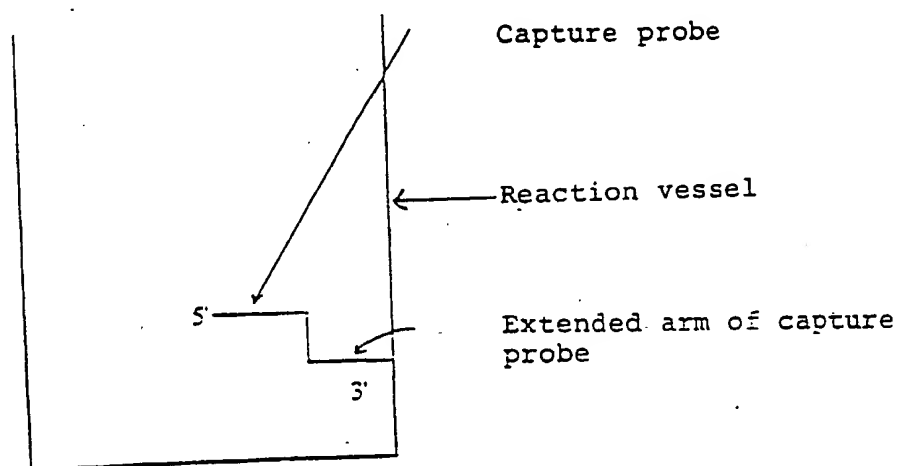 Capture probe
Reaction vessel
5'
Extended arm of capture
probe
3'